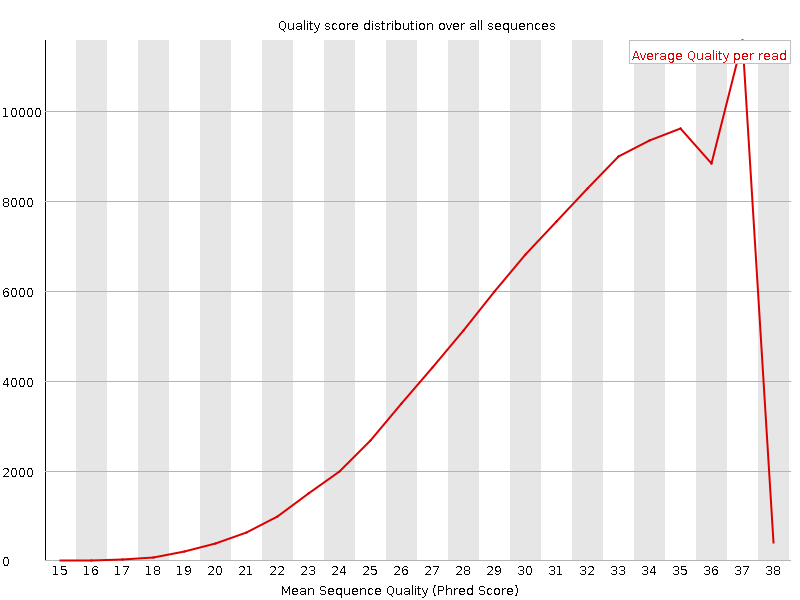 Quality score distribution over all sequences
Average Quality per read
10000
8000
6000
4000
2000
0
15 16 17 18 19 20 21 22 23 24 25 26 27 28 29 30 31 32 33 34 35 36 37 38
Mean Sequence Quality (Phred Score)